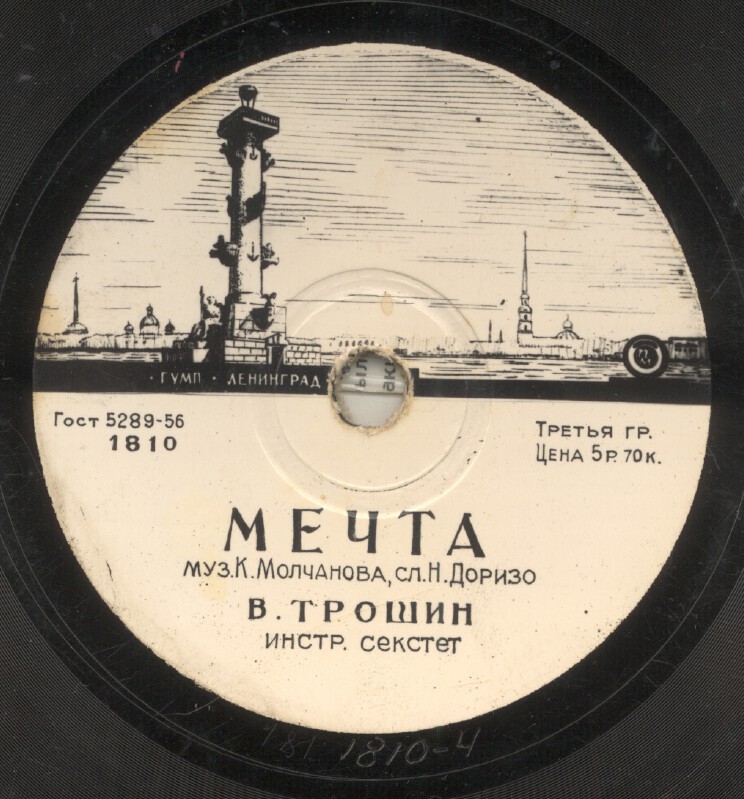 · ГУМП · ЛЕНИНГРАД
Гост 5289-56
1810
Третья гр.
Цена 5р. 70к.
МЕЧТА
муз. К. Молчанова, сл. Н. Доризо
В. ТРОШИН
инстр. секстет
1810-4